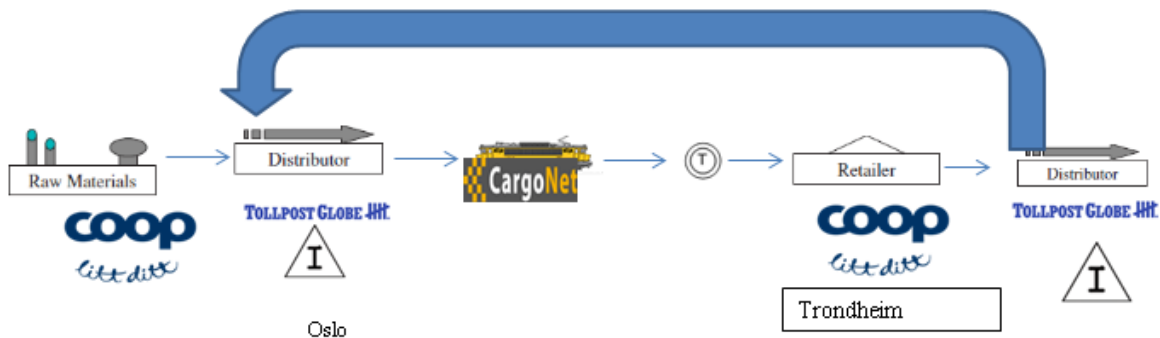 Raw Materials
coop
litt ditt
Distributor
TOLLPOST GLOBE
I
Oslo
CargoNet
T
Retailer
coop
litt ditt
Trondheim
Distributor
TOLLPOST GLOBE
I